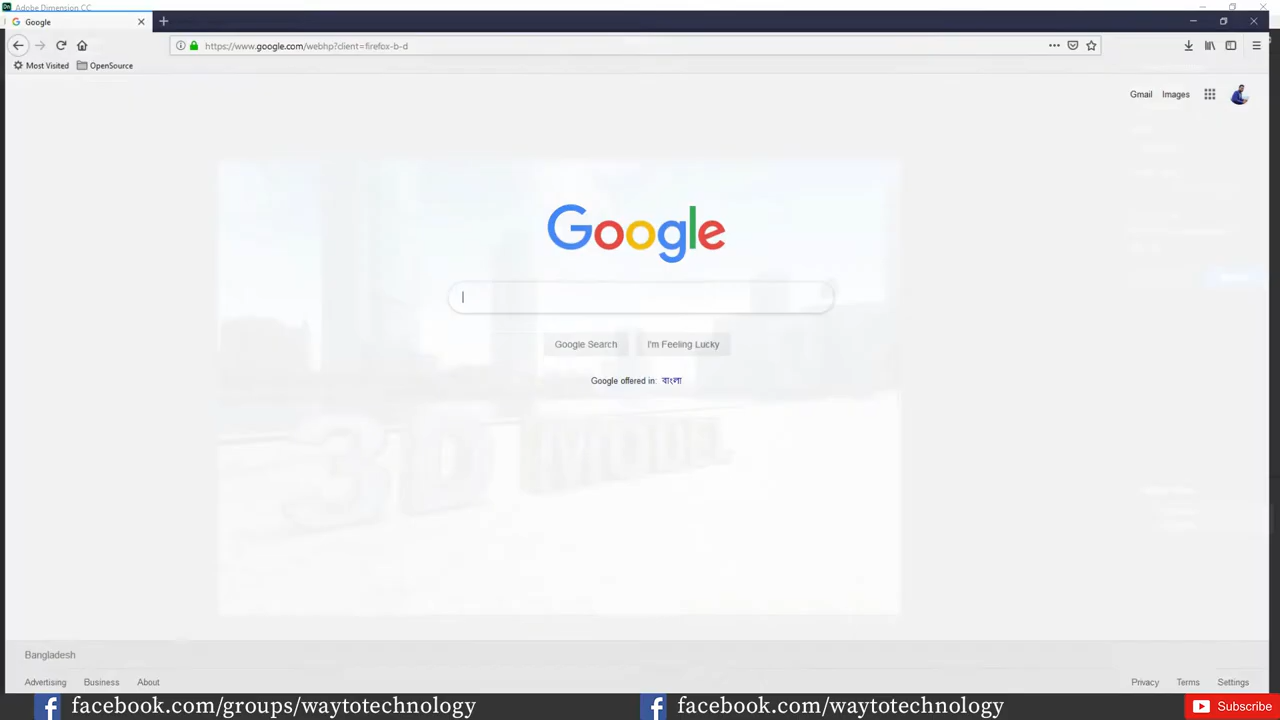 Adobe Dimension CC
Google
https://www.google.com/webhp?client=firefox-b-d
Most Visited OpenSource
Gmail Images
Google
Google Search I'm Feeling Lucky
Google offered in: বাংলা
3D MODEL
Bangladesh
Advertising Business About Privacy Terms Settings
facebook.com/groups/waytotechnology facebook.com/waytotechnology Subscribe